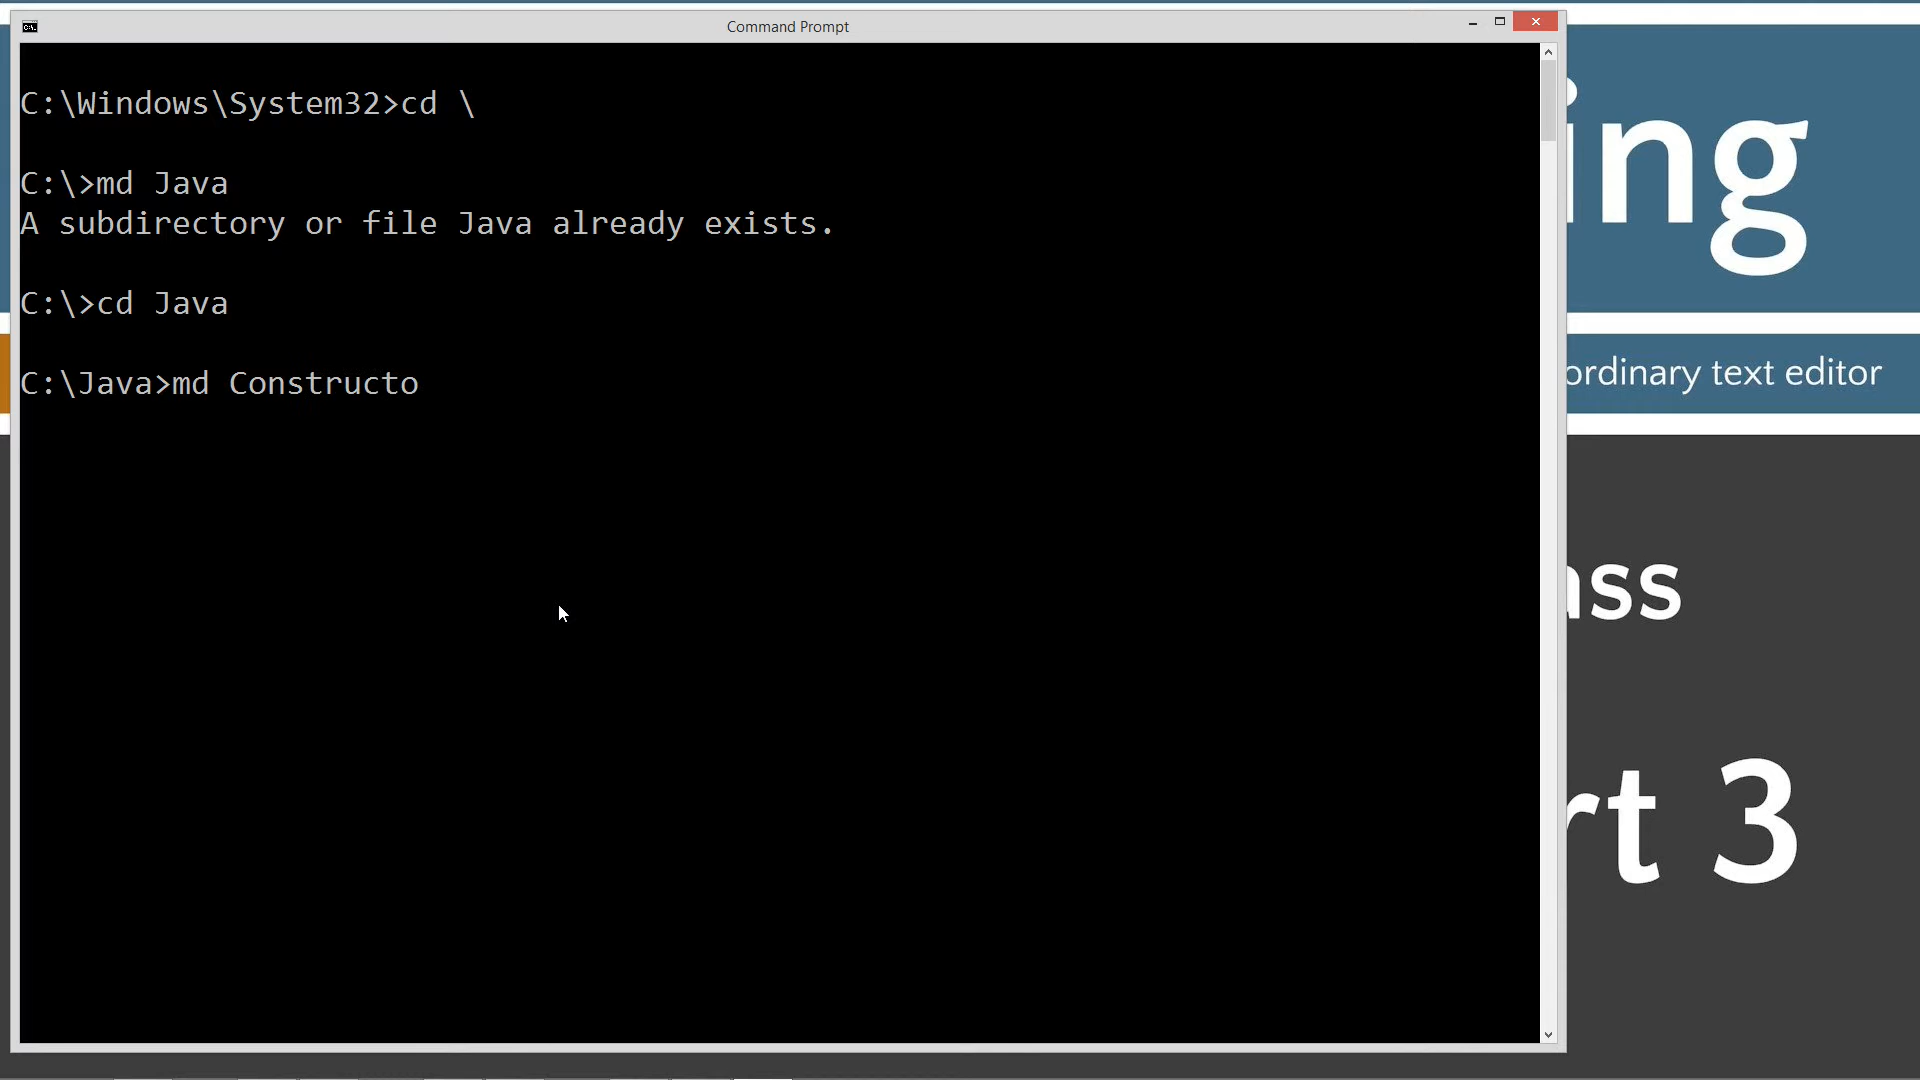 Command Prompt
C:\Windows\System32>cd \
C:\>md Java
A subdirectory or file Java already exists.
C:\>cd Java
C:\Java>md Constructo
ing
ordinary text editor
ass
rt 3